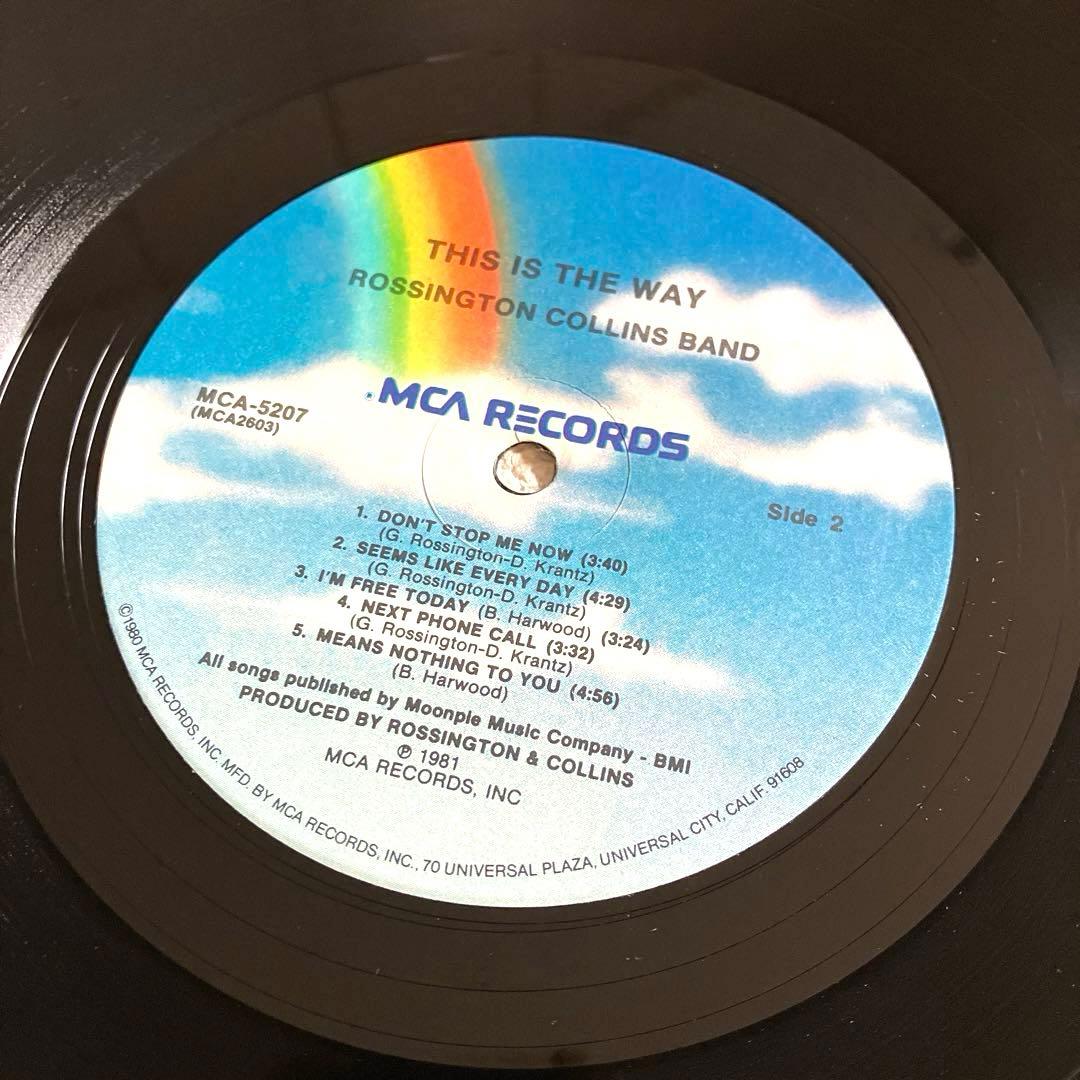 THIS IS THE WAY
ROSSINGTON COLLINS BAND
MCA RECORDS
MCA-5207
(MCA2603)
Side 2
1. DON'T STOP ME NOW (3:40)
(G. Rossington-D. Krantz)
2. SEEMS LIKE EVERY DAY (4:29)
(G. Rossington-D. Krantz)
3. I'M FREE TODAY (B. Harwood) (3:24)
4. NEXT PHONE CALL (3:32)
(G. Rossington-D. Krantz)
5. MEANS NOTHING TO YOU (4:56)
(B. Harwood)
All songs published by Moonpie Music Company - BMI
PRODUCED BY ROSSINGTON & COLLINS
℗ 1981
MCA RECORDS, INC
©1980 MCA RECORDS, INC. MFD. BY MCA RECORDS, INC., 70 UNIVERSAL PLAZA, UNIVERSAL CITY, CALIF. 91608